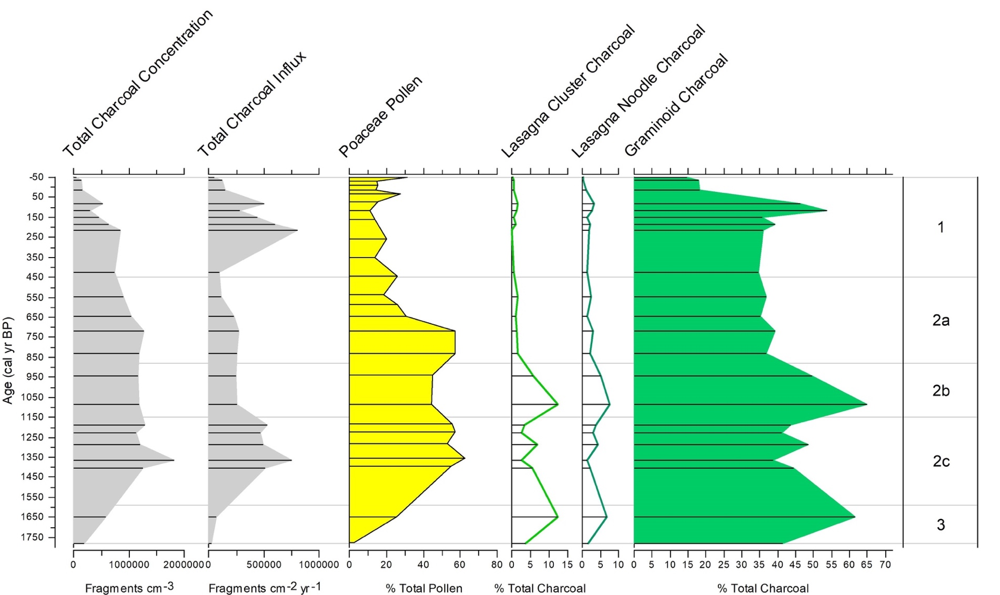 Total Charcoal Concentration
Total Charcoal Influx
Poaceae Pollen
Lasagna Cluster Charcoal
Lasagna Noodle Charcoal
Graminoid Charcoal
Age (cal yr BP)
-50
50
150
250
350
450
550
650
750
850
950
1050
1150
1250
1350
1450
1550
1650
1750
1
2a
2b
2c
3
0 1000000 2000000
0 500000 1000000
0 20 40 60 80
0 5 10 15
0 5 10
0 5 10 15 20 25 30 35 40 45 50 55 60 65 70
Fragments cm-3
Fragments cm-2 yr-1
% Total Pollen
% Total Charcoal
% Total Charcoal